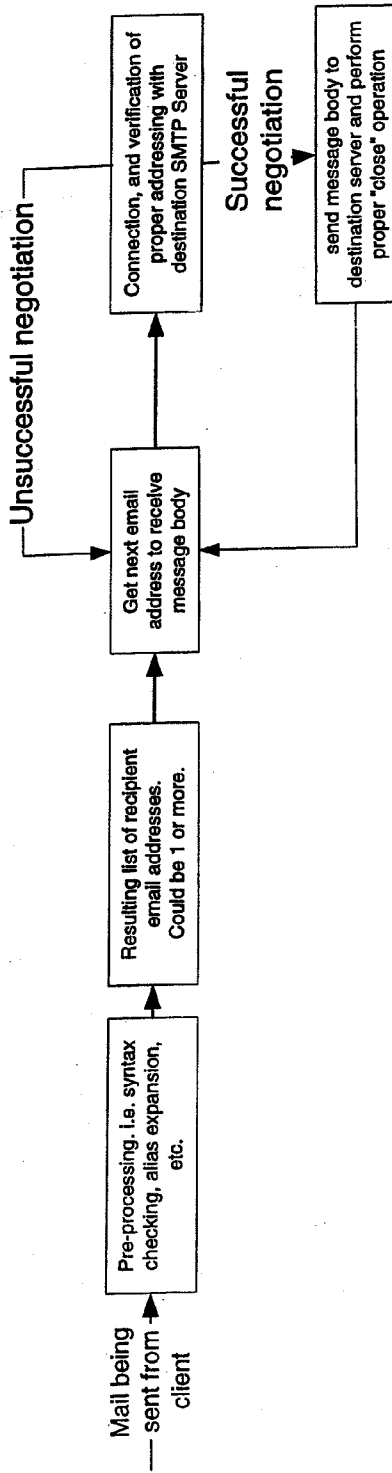 Mail being
sent from
client
Pre-processing. i.e. syntax
checking, alias expansion,
etc.
Resulting list of recipient
email addresses.
Could be 1 or more.
Get next email
address to receive
message body
Unsuccessful negotiation
Connection, and verification of
proper addressing with
destination SMTP Server
Successful
negotiation
send message body to
destination server and perform
proper "close" operation